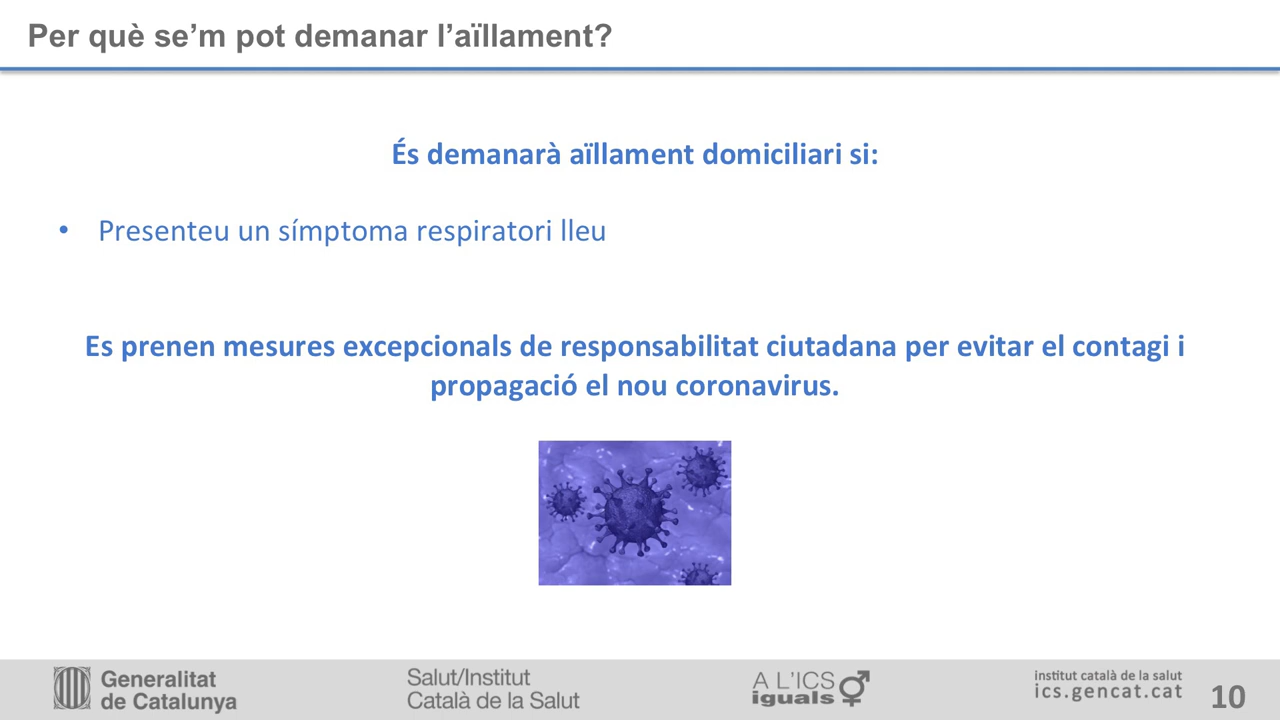 Per què se’m pot demanar l’aïllament?
És demanarà aïllament domiciliari si:
• Presenteu un símptoma respiratori lleu
Es prenen mesures excepcionals de responsabilitat ciutadana per evitar el contagi i
propagació el nou coronavirus.
Generalitat
de Catalunya
Salut/Institut
Català de la Salut
A L'ICS
iguals
institut català de la salut
ics.gencat.cat
10